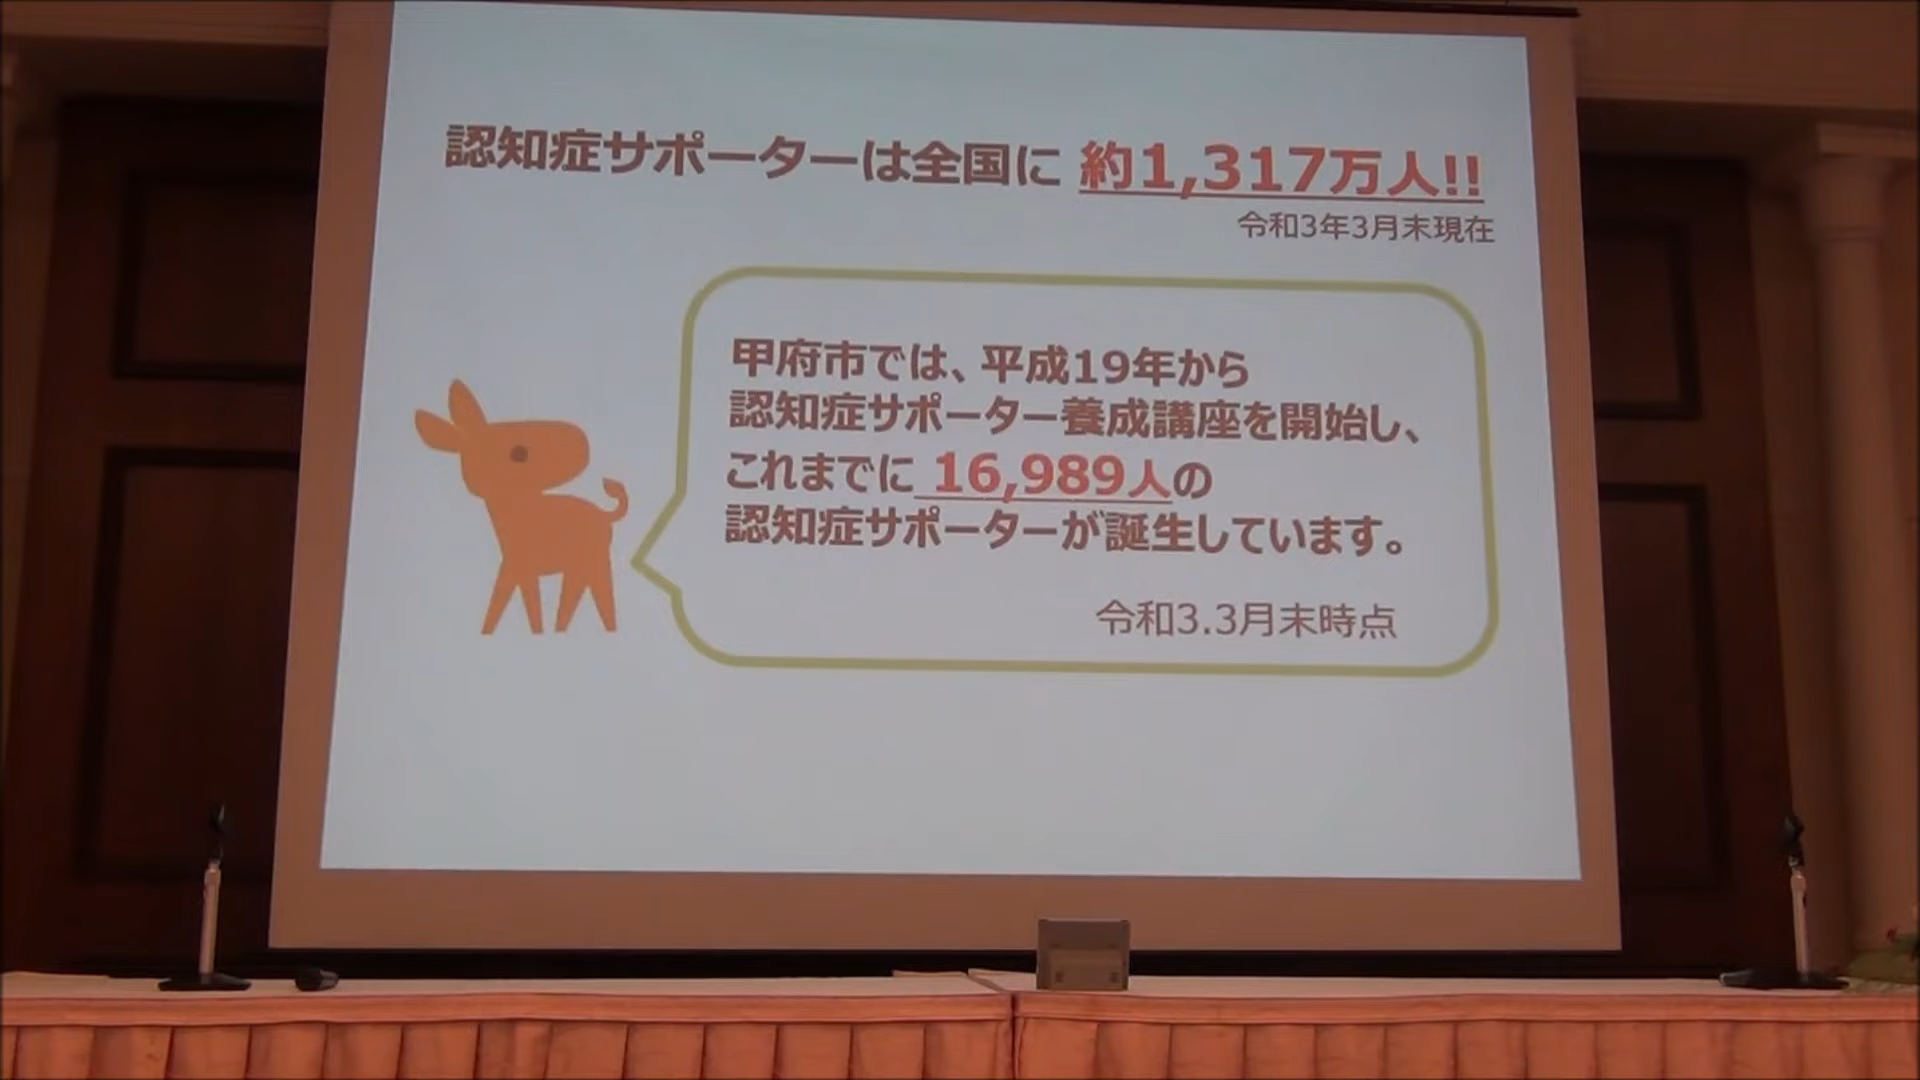 認知症サポーターは全国に 約1,317万人!!
令和3年3月末現在
甲府市では、平成19年から
認知症サポーター養成講座を開始し、
これまでに 16,989人の
認知症サポーターが誕生しています。
令和3.3月末時点